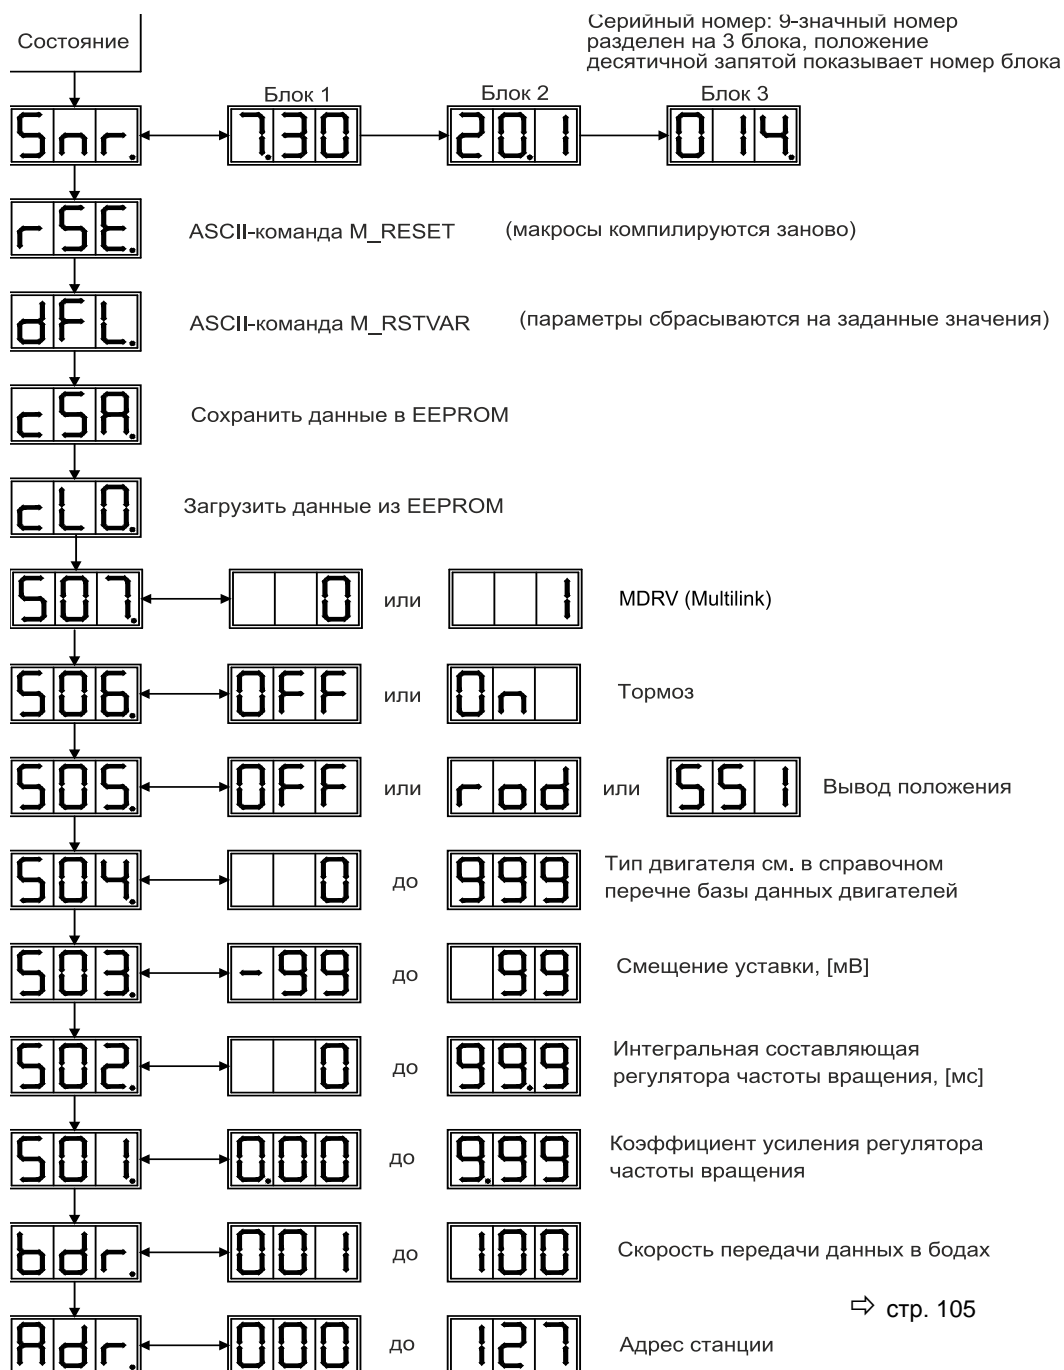 Серийный номер: 9-значный номер
разделен на 3 блока, положение
десятичной запятой показывает номер блока
Состояние
Блок 1 Блок 2 Блок 3
Snr. 7.30 20.1 014.
rSE. ASCII-команда M_RESET (макросы компилируются заново)
dFL. ASCII-команда M_RSTVAR (параметры сбрасываются на заданные значения)
cSA. Сохранить данные в EEPROM
cL0. Загрузить данные из EEPROM
S07. 0 или 1 MDRV (Multilink)
S06. OFF или On Тормоз
S05. OFF или rod или SSI Вывод положения
S04. 0 до 999 Тип двигателя см. в справочном
перечне базы данных двигателей
S03. -99 до 99 Смещение уставки, [мВ]
S02. 0 до 99.9 Интегральная составляющая
регулятора частоты вращения, [мс]
S01. 0.00 до 9.99 Коэффициент усиления регулятора
частоты вращения
bdr. 001 до 100 Скорость передачи данных в бодах
⇨ стр. 105
Adr. 000 до 127 Адрес станции